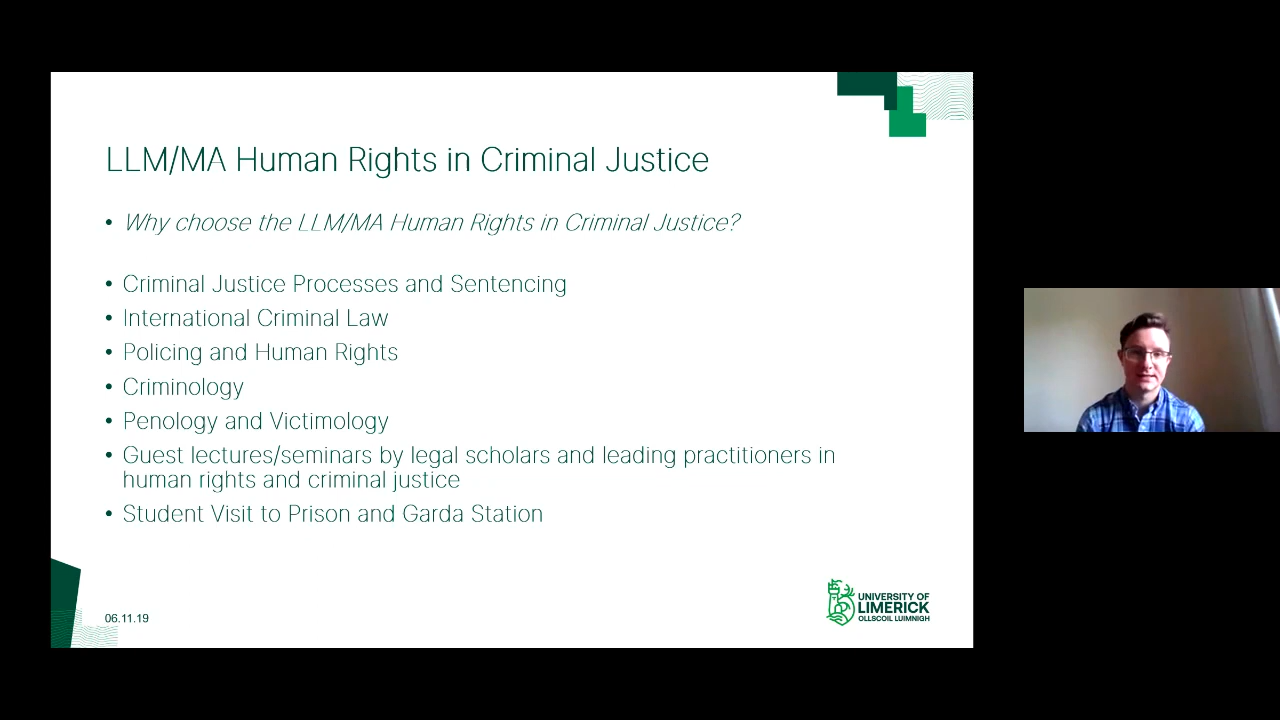 LLM/MA Human Rights in Criminal Justice
• Why choose the LLM/MA Human Rights in Criminal Justice?
• Criminal Justice Processes and Sentencing
• International Criminal Law
• Policing and Human Rights
• Criminology
• Penology and Victimology
• Guest lectures/seminars by legal scholars and leading practitioners in
human rights and criminal justice
• Student Visit to Prison and Garda Station
06.11.19
UNIVERSITY OF
LIMERICK
OLLSCOIL LUIMNIGH